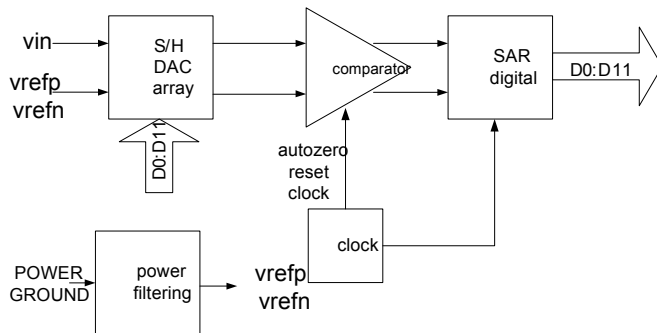 vin
vrefp
vrefn
S/H
DAC
array
D0:D11
comparator
SAR
digital
D0:D11
autozero
reset
clock
clock
POWER
GROUND
power
filtering
vrefp
vrefn